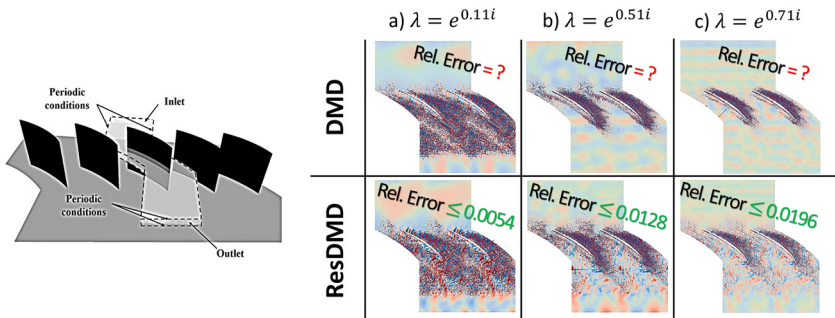 a) λ = e^{0.11i}
b) λ = e^{0.51i}
c) λ = e^{0.71i}
Periodic
conditions
Inlet
Periodic
conditions
Outlet
DMD
Rel. Error = ?
Rel. Error = ?
Rel. Error = ?
ResDMD
Rel. Error ≤ 0.0054
Rel. Error ≤ 0.0128
Rel. Error ≤ 0.0196